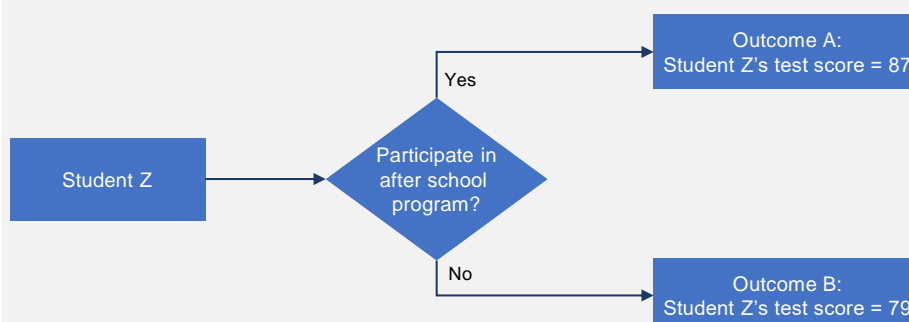 Outcome A:
Student Z’s test score = 87
Yes
Student Z
Participate in
after school
program?
No
Outcome B:
Student Z’s test score = 79